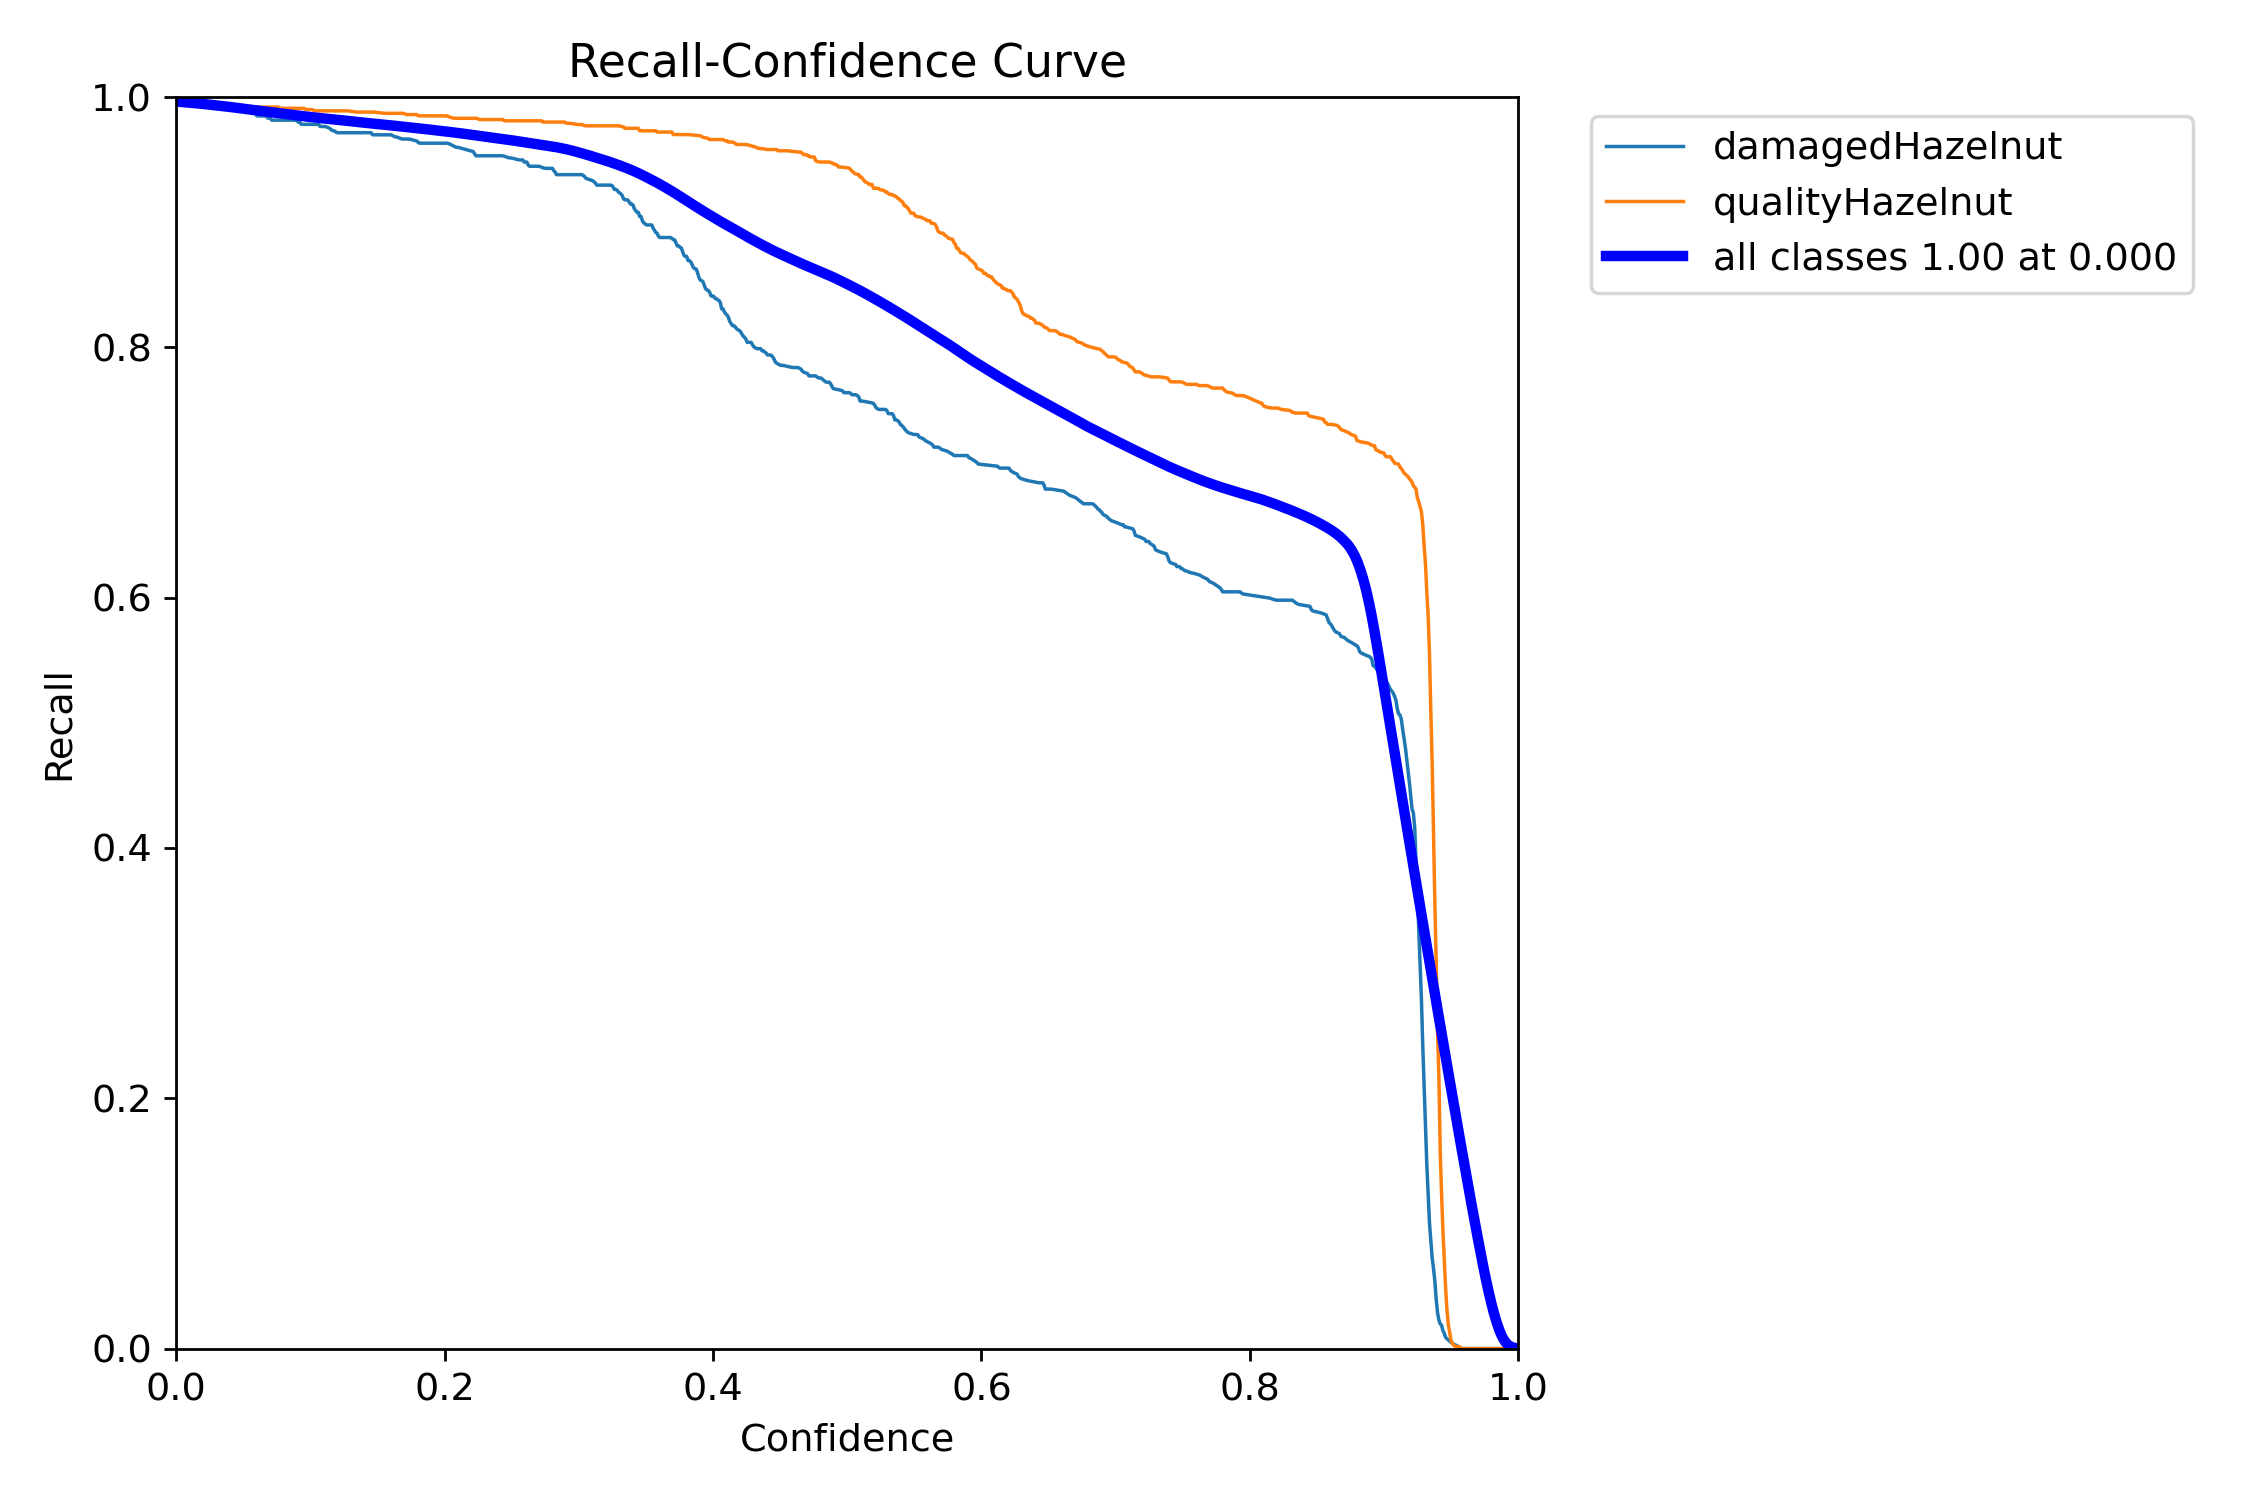 Recall-Confidence Curve
1.0
0.8
0.6
0.4
0.2
0.0
Recall
0.0 0.2 0.4 0.6 0.8 1.0
Confidence
damagedHazelnut
qualityHazelnut
all classes 1.00 at 0.000